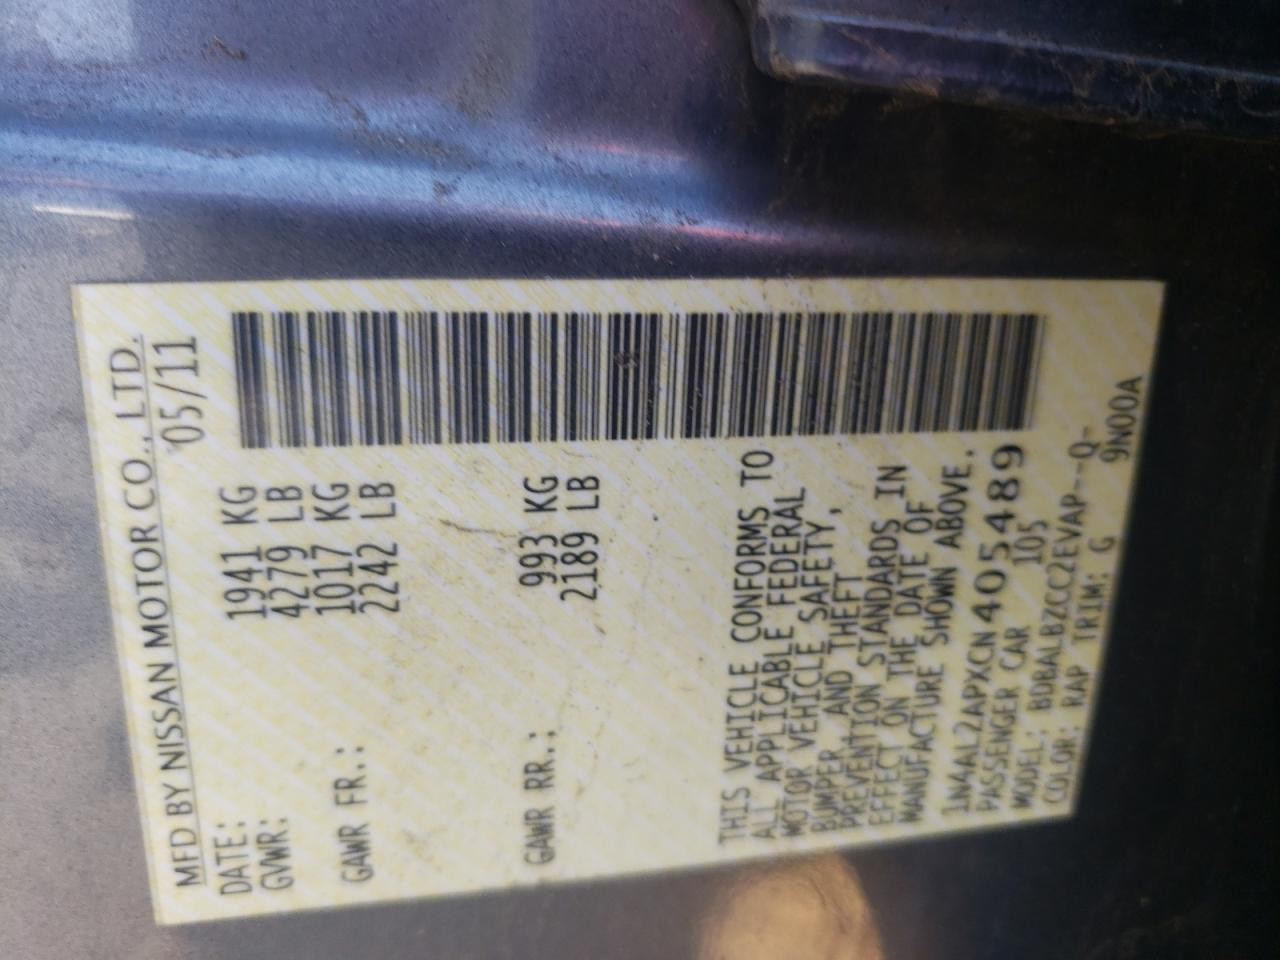 MFD BY NISSAN MOTOR CO., LTD.
DATE: 05/11
GVWR: 1941 KG
4279 LB
GAWR FR.: 1017 KG
2242 LB
GAWR RR.: 993 KG
2189 LB
THIS VEHICLE CONFORMS TO
ALL APPLICABLE FEDERAL
MOTOR VEHICLE SAFETY,
BUMPER, AND THEFT
PREVENTION STANDARDS IN
EFFECT ON THE DATE OF
MANUFACTURE SHOWN ABOVE.
1N4AL2APXCN405489
PASSENGER CAR 105
MODEL: BDBALBZCC2EVAP--Q-
COLOR: RAP TRIM: G 9N00A